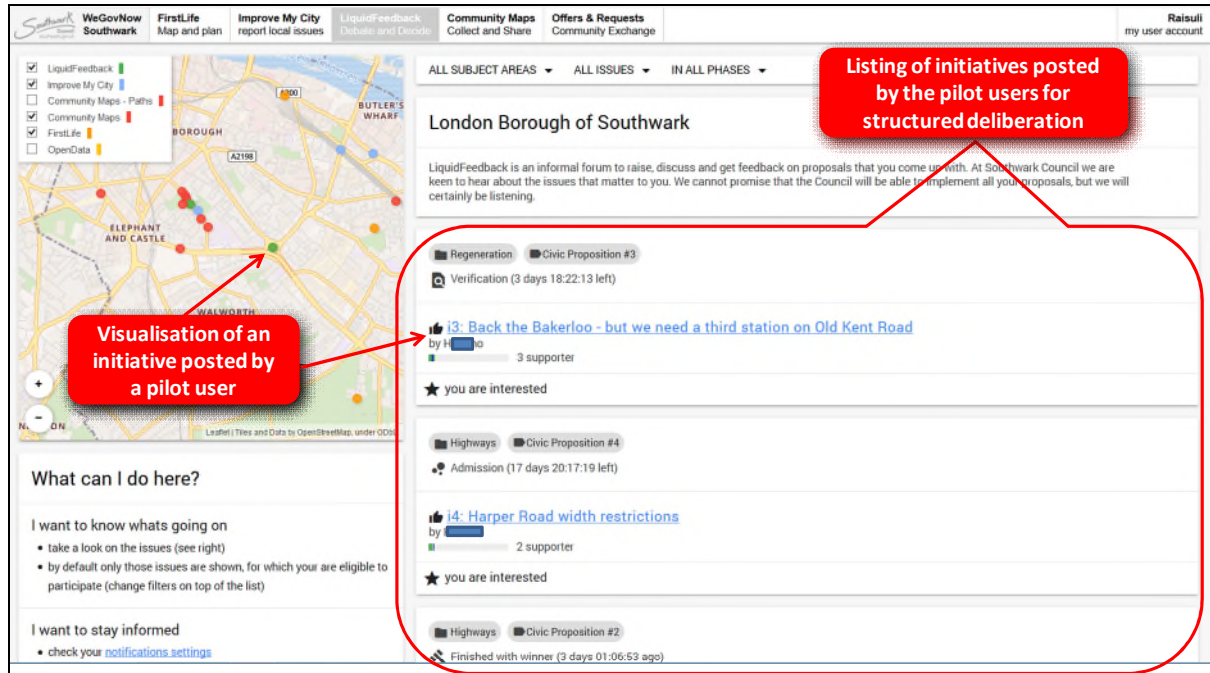 Southwark
Council
WeGovNow
Southwark
FirstLife
Map and plan
Improve My City
report local issues
LiquidFeedback
Debate and Decide
Community Maps
Collect and Share
Offers & Requests
Community Exchange
Raisuli
my user account
LiquidFeedback
Improve My City
Community Maps - Paths
Community Maps
FirstLife
OpenData
A200
BUTLER'S
WHARF
BOROUGH
A2198
ELEPHANT
AND CASTLE
WALWORTH
+
−
Leaflet | Tiles and Data by OpenStreetMap, under ODbL
Visualisation of an
initiative posted by
a pilot user
ALL SUBJECT AREAS
ALL ISSUES
IN ALL PHASES
Listing of initiatives posted
by the pilot users for
structured deliberation
London Borough of Southwark
LiquidFeedback is an informal forum to raise, discuss and get feedback on proposals that you come up with. At Southwark Council we are
keen to hear about the issues that matter to you. We cannot promise that the Council will be able to implement all your proposals, but we will
certainly be listening.
Regeneration Civic Proposition #3
Verification (3 days 18:22:13 left)
i3: Back the Bakerloo - but we need a third station on Old Kent Road
by H no
3 supporter
you are interested
Highways Civic Proposition #4
Admission (17 days 20:17:19 left)
i4: Harper Road width restrictions
by
2 supporter
you are interested
Highways Civic Proposition #2
Finished with winner (3 days 01:06:53 ago)
What can I do here?
I want to know whats going on
• take a look on the issues (see right)
• by default only those issues are shown, for which your are eligible to
participate (change filters on top of the list)
I want to stay informed
• check your notifications settings